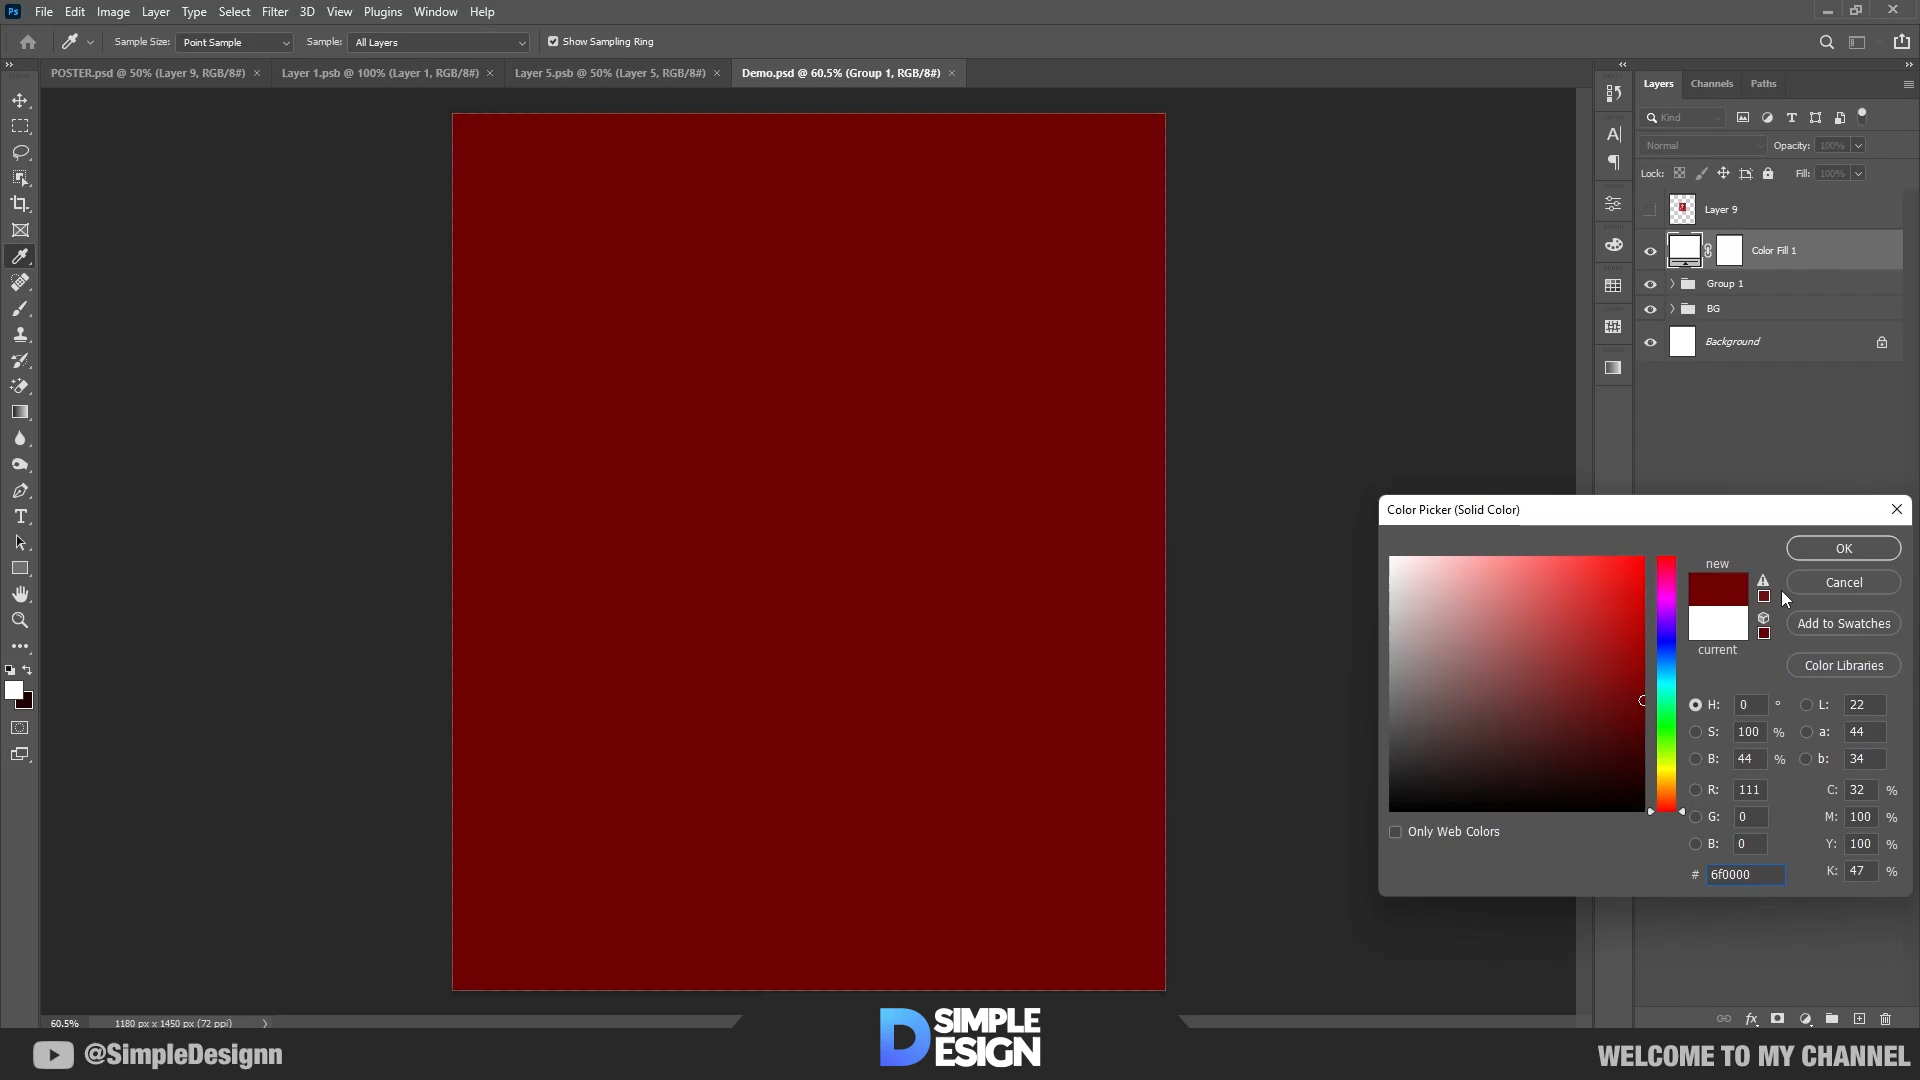 Ps File Edit Image Layer Type Select Filter 3D View Plugins Window Help
Sample Size: Point Sample Sample: All Layers Show Sampling Ring
POSTER.psd @ 50% (Layer 9, RGB/8#) × Layer 1.psb @ 100% (Layer 1, RGB/8#) × Layer 5.psb @ 50% (Layer 5, RGB/8#) × Demo.psd @ 60.5% (Group 1, RGB/8#) ×
Layers Channels Paths
Kind
Normal Opacity: 100%
Lock: Fill: 100%
Layer 9
Color Fill 1
Group 1
BG
Background
Color Picker (Solid Color)
new
current
OK
Cancel
Add to Swatches
Color Libraries
H: 0 ° L: 22
S: 100 % a: 44
B: 44 % b: 34
R: 111 C: 32 %
G: 0 M: 100 %
B: 0 Y: 100 %
# 6f0000 K: 47 %
Only Web Colors
60.5% 1180 px x 1450 px (72 ppi)
@SimpleDesignn
SIMPLE
DESIGN
WELCOME TO MY CHANNEL